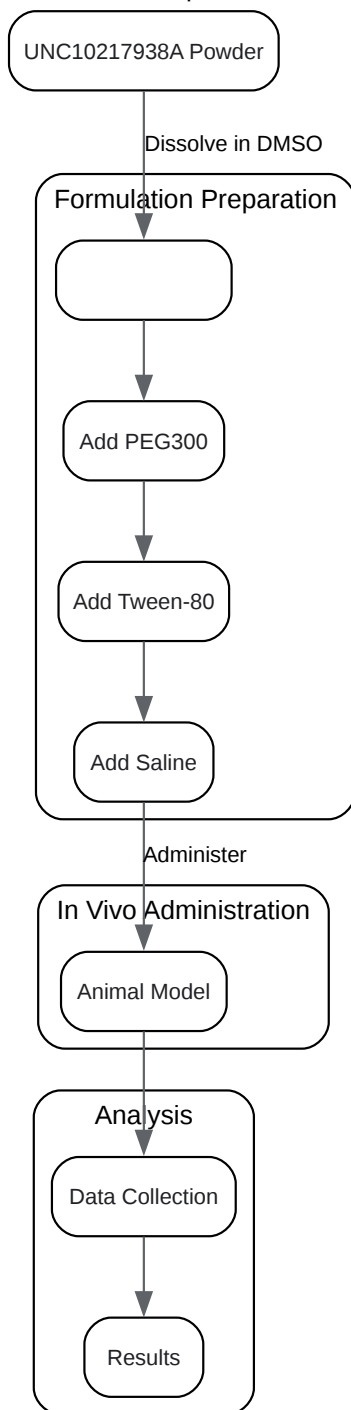 UNC10217938A Powder
Dissolve in DMSO
Formulation Preparation
Add PEG300
Add Tween-80
Add Saline
Administer
In Vivo Administration
Animal Model
Analysis
Data Collection
Results